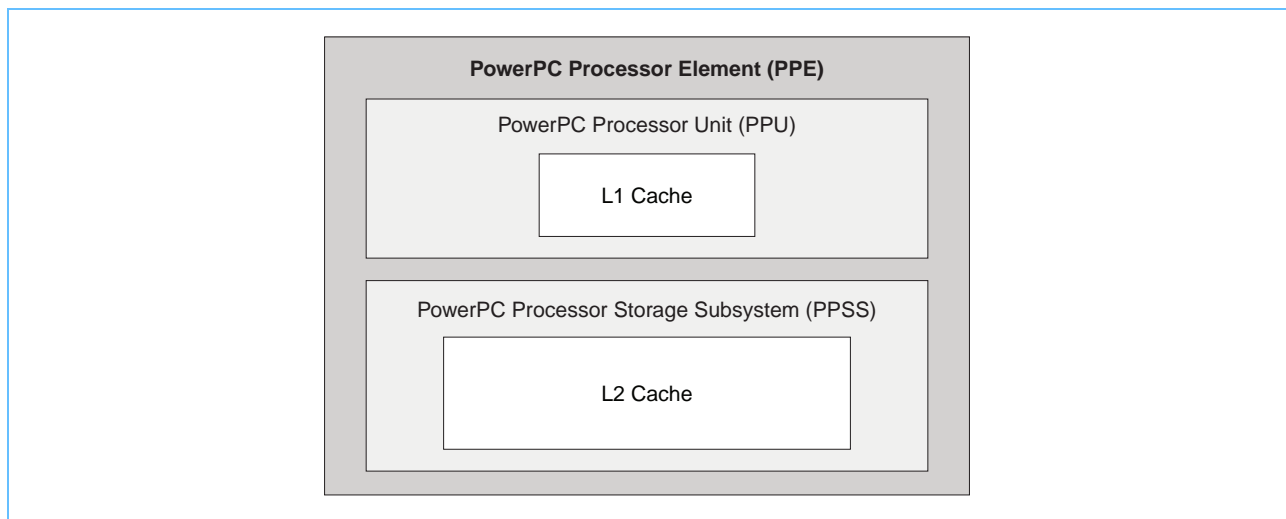 PowerPC Processor Element (PPE)
PowerPC Processor Unit (PPU)
L1 Cache
PowerPC Processor Storage Subsystem (PPSS)
L2 Cache